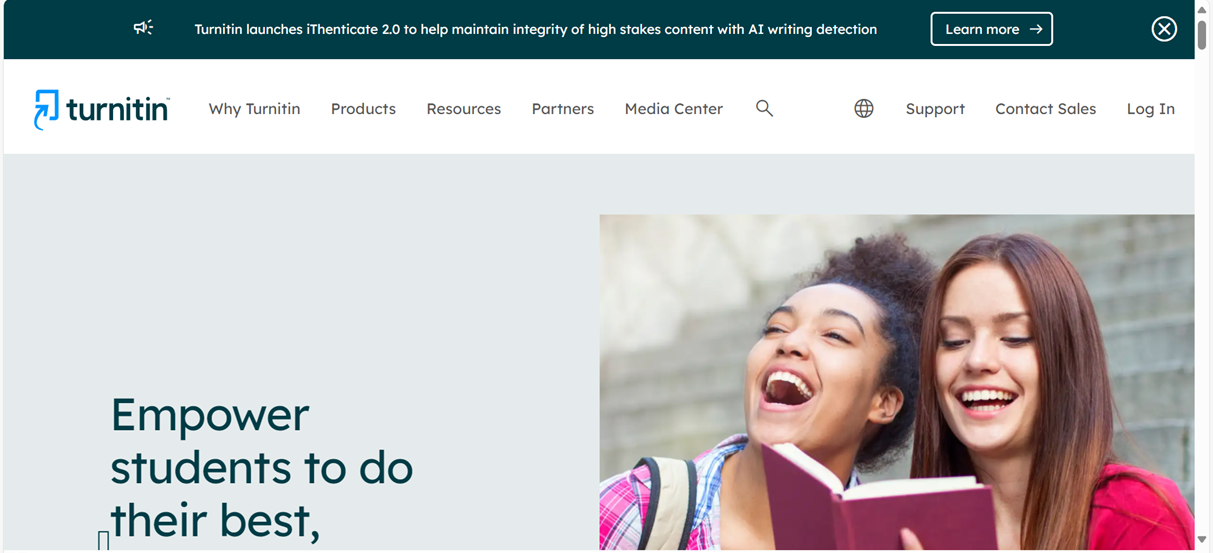 Turnitin launches iThenticate 2.0 to help maintain integrity of high stakes content with AI writing detection
Learn more →
turnitin™
Why Turnitin
Products
Resources
Partners
Media Center
Support
Contact Sales
Log In
Empower
students to do
their best,